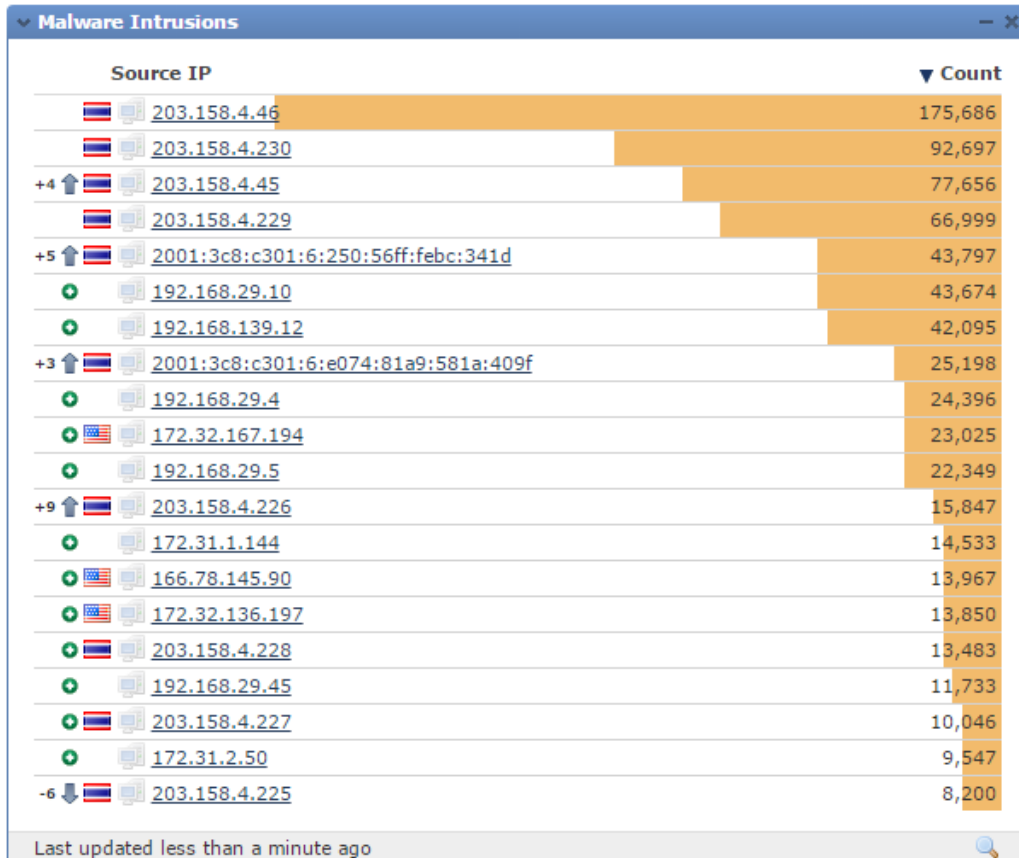 Malware Intrusions
Source IP Count
203.158.4.46 175,686
203.158.4.230 92,697
+4 203.158.4.45 77,656
203.158.4.229 66,999
+5 2001:3c8:c301:6:250:56ff:febc:341d 43,797
192.168.29.10 43,674
192.168.139.12 42,095
+3 2001:3c8:c301:6:e074:81a9:581a:409f 25,198
192.168.29.4 24,396
172.32.167.194 23,025
192.168.29.5 22,349
+9 203.158.4.226 15,847
172.31.1.144 14,533
166.78.145.90 13,967
172.32.136.197 13,850
203.158.4.228 13,483
192.168.29.45 11,733
203.158.4.227 10,046
172.31.2.50 9,547
-6 203.158.4.225 8,200
Last updated less than a minute ago